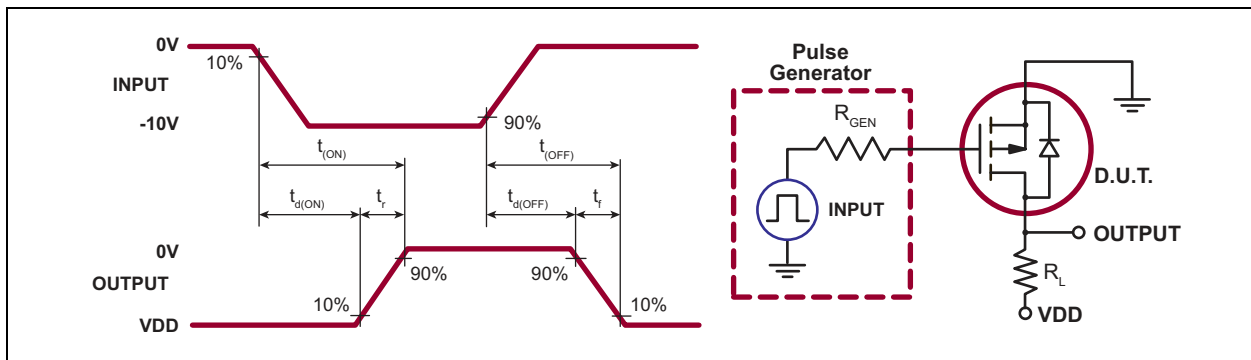 0V
10%
INPUT
-10V
90%
t(ON)
t(OFF)
td(ON)
tr
td(OFF)
tf
0V
90%
90%
OUTPUT
10%
10%
VDD
Pulse
Generator
RGEN
INPUT
D.U.T.
OUTPUT
RL
VDD